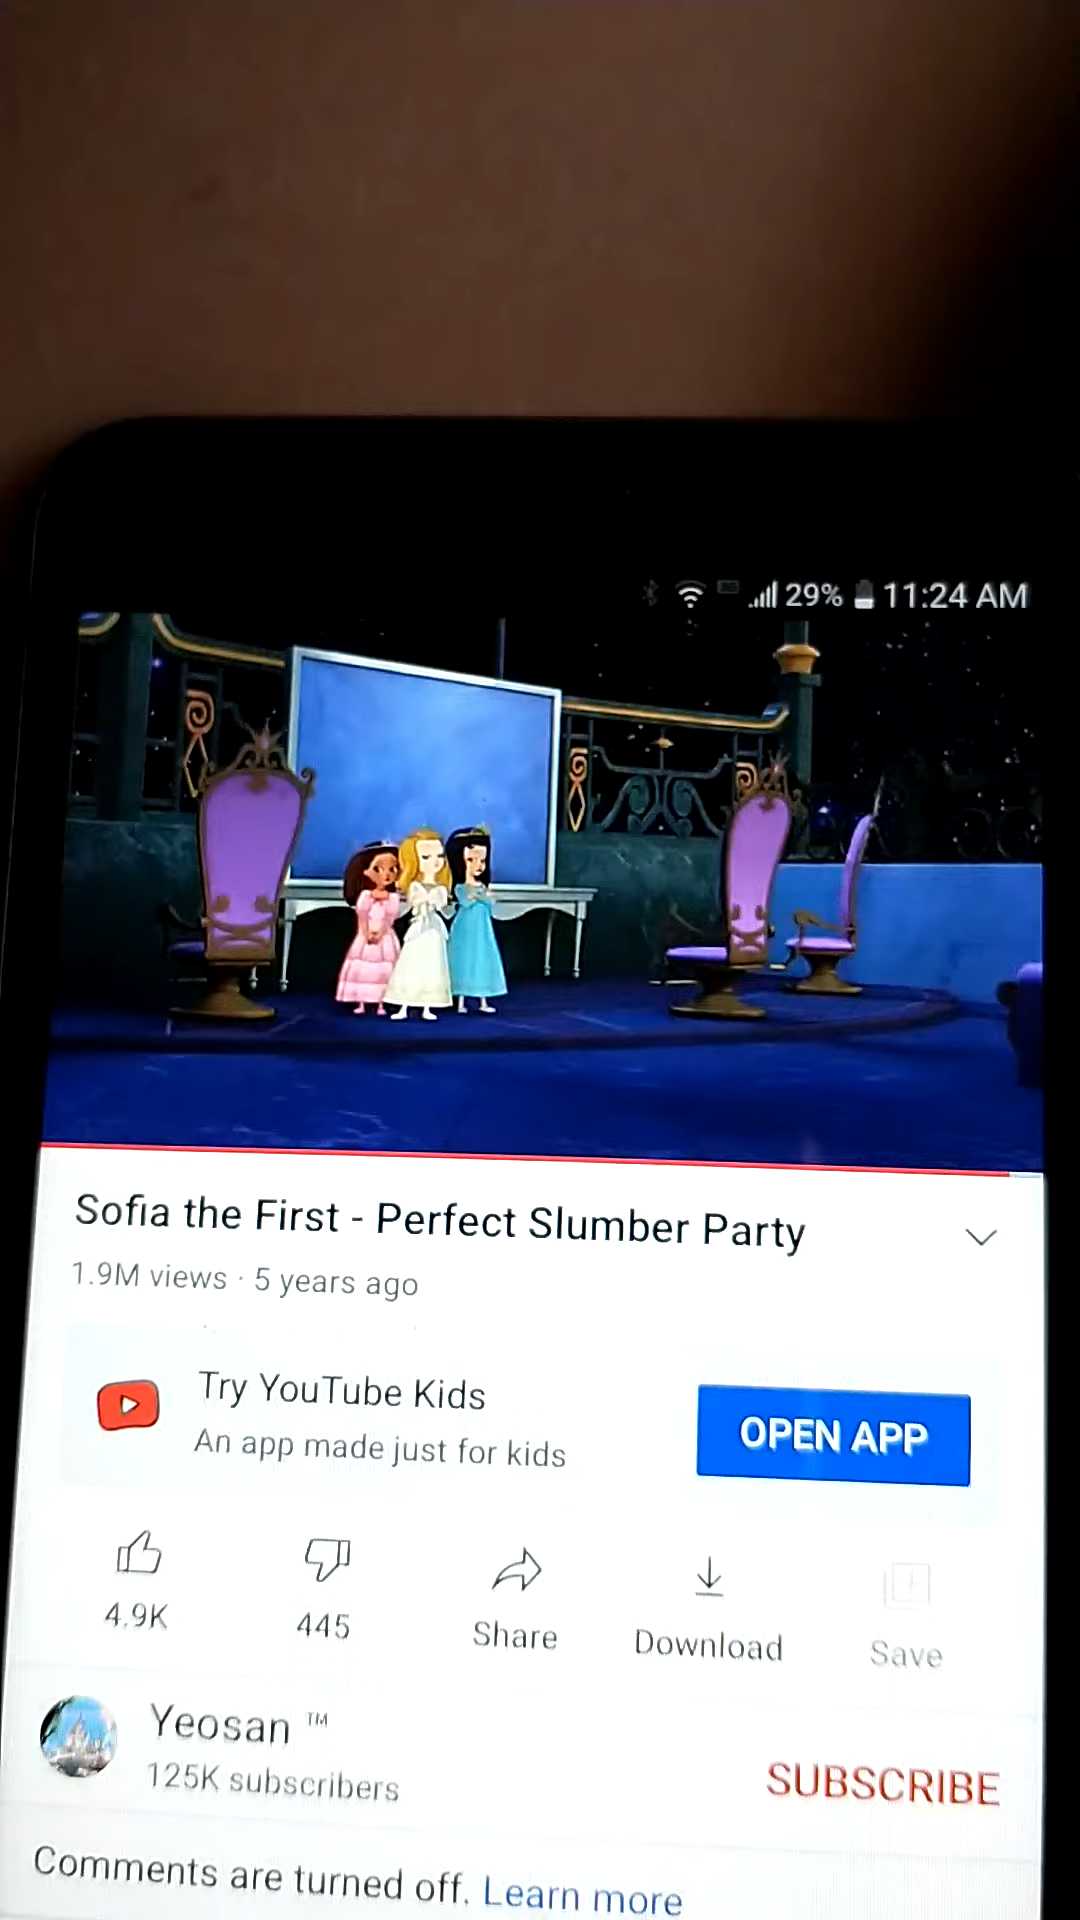 29% 11:24 AM
Sofia the First - Perfect Slumber Party
1.9M views · 5 years ago
Try YouTube Kids
An app made just for kids
OPEN APP
4.9K
445
Share
Download
Save
Yeosan ™
125K subscribers
SUBSCRIBE
Comments are turned off. Learn more